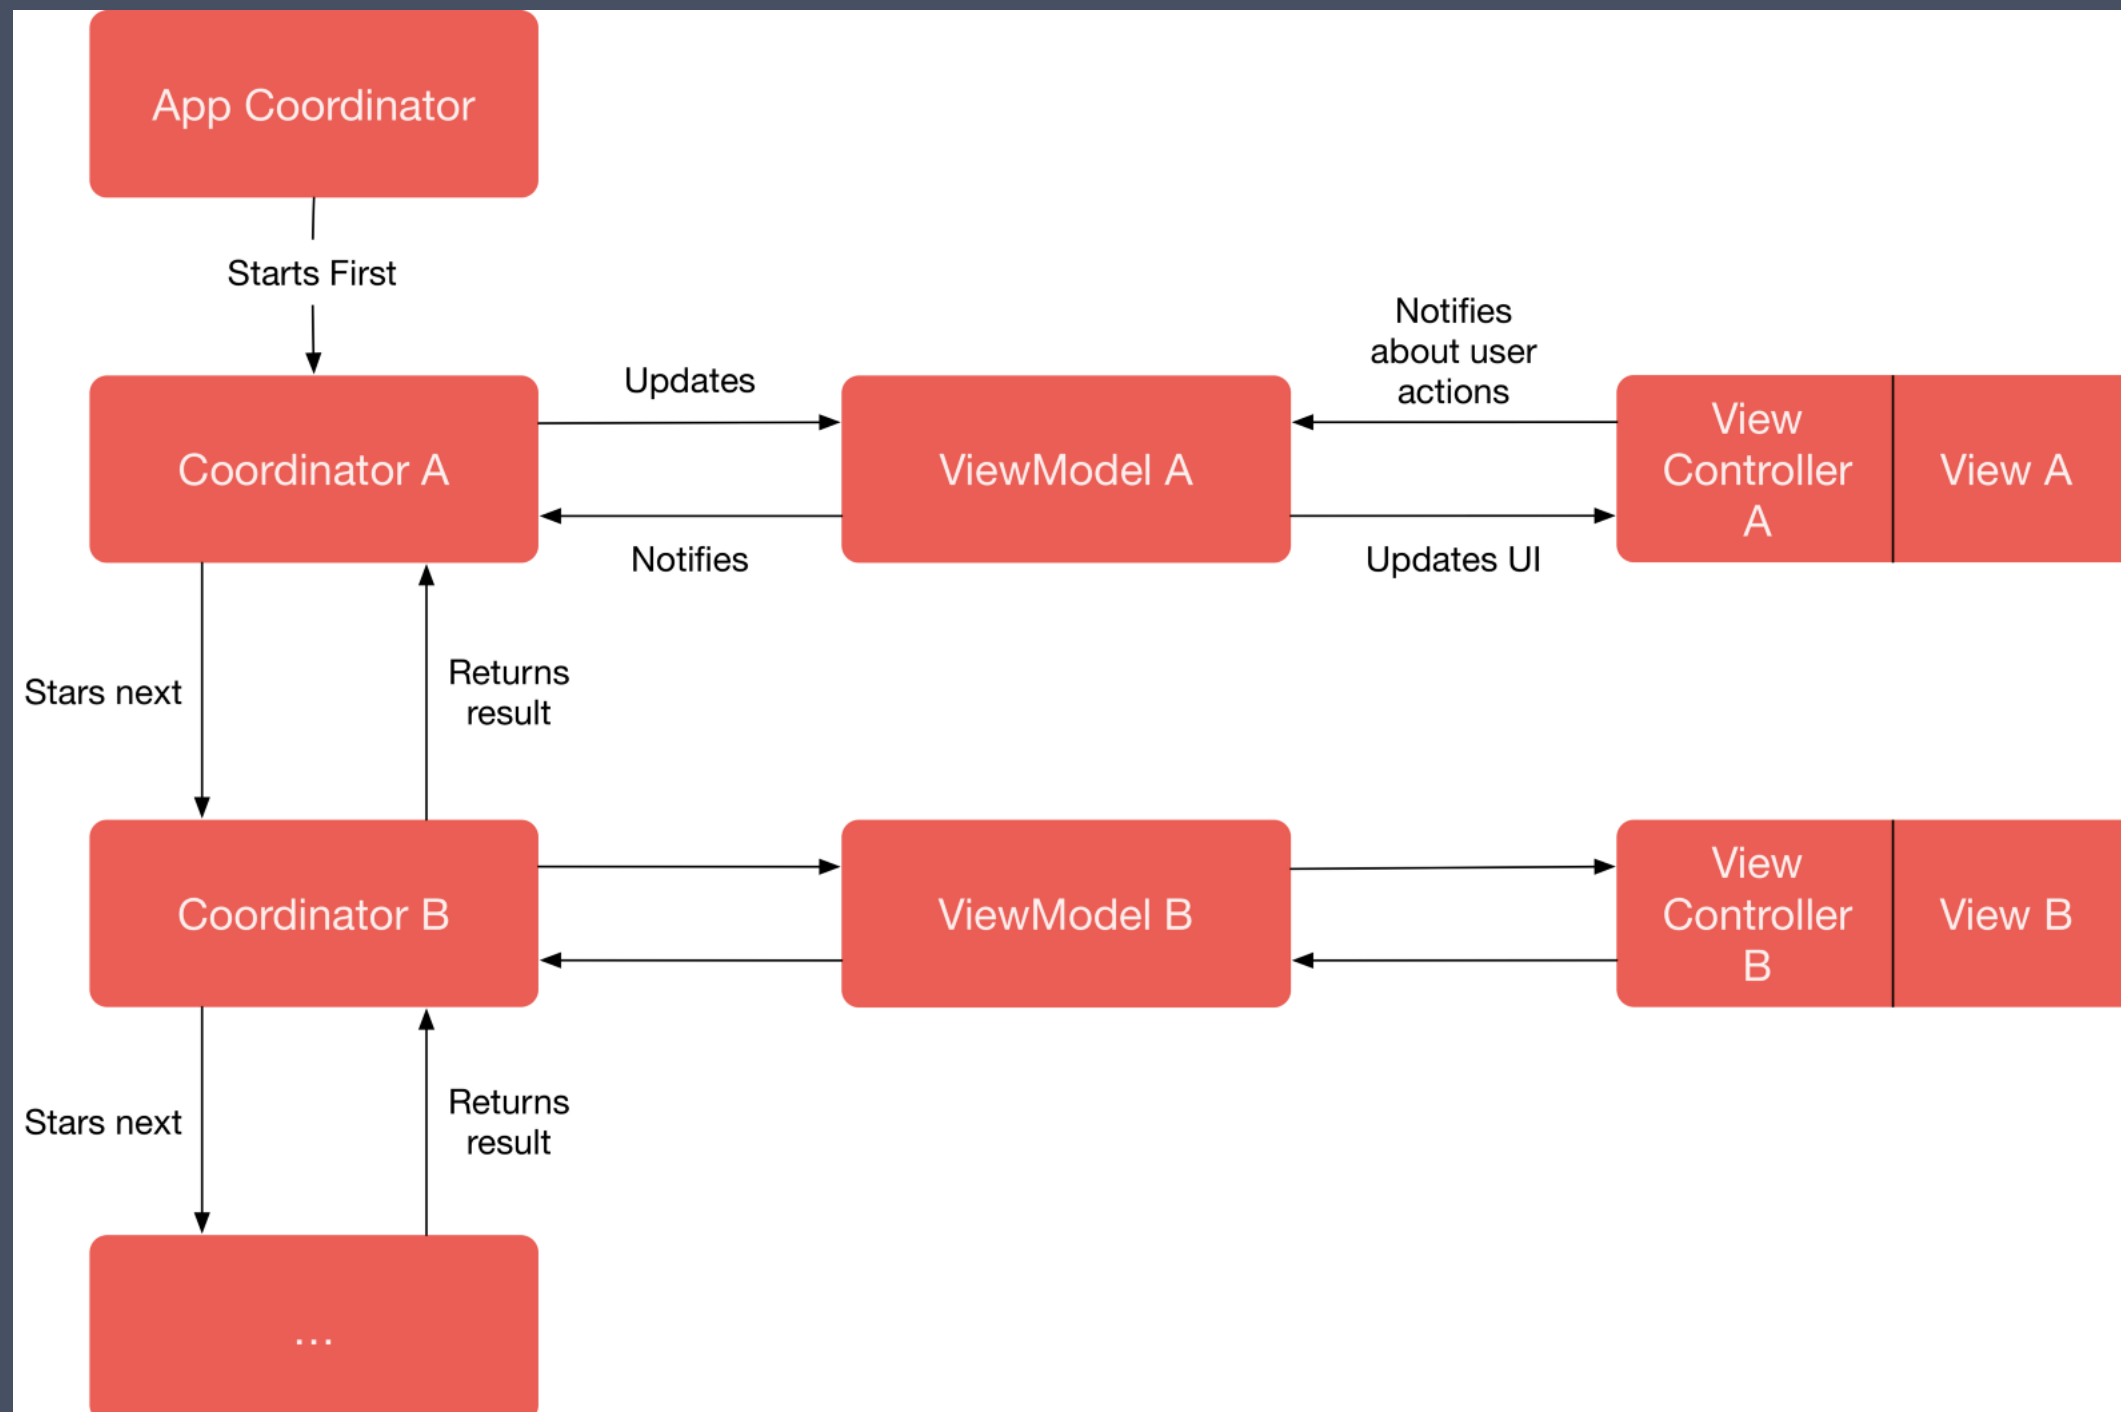 App Coordinator
Starts First
Notifies
about user
actions
Updates
Coordinator A
ViewModel A
View
Controller
A
View A
Notifies
Updates UI
Stars next
Returns
result
Coordinator B
ViewModel B
View
Controller
B
View B
Stars next
Returns
result
...